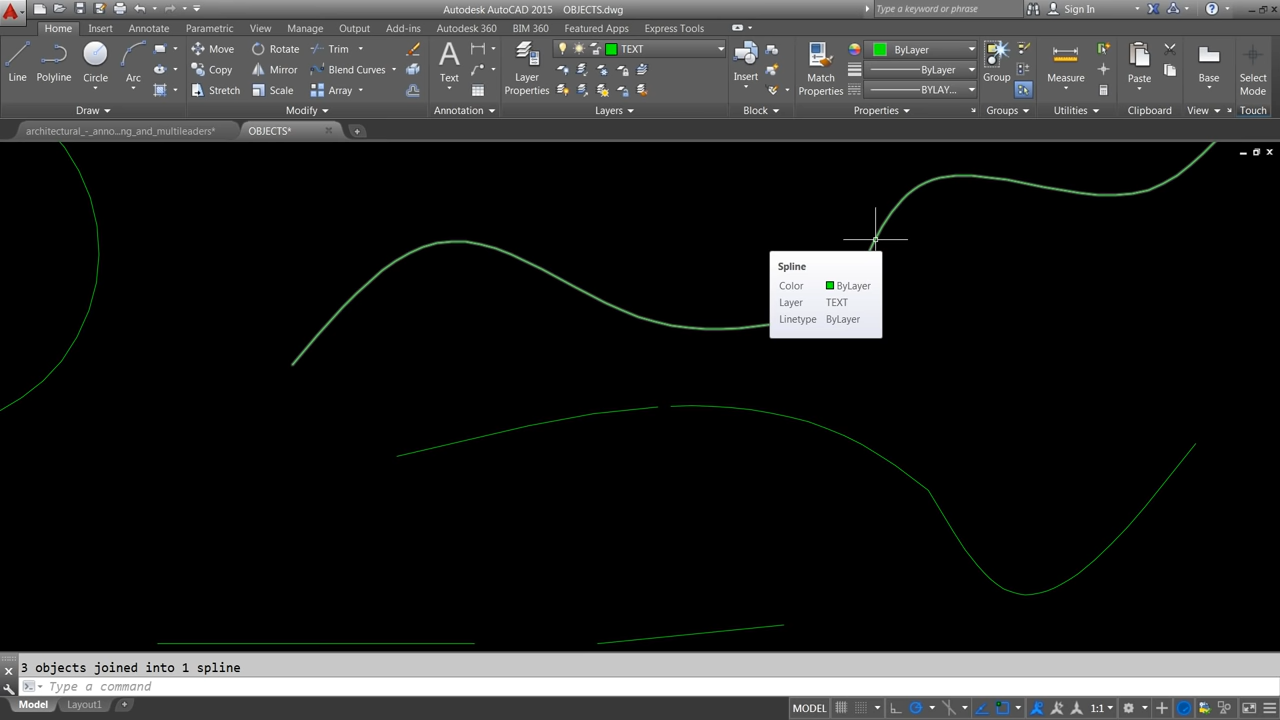 Autodesk AutoCAD 2015 OBJECTS.dwg
Type a keyword or phrase
Sign In
Home Insert Annotate Parametric View Manage Output Add-ins Autodesk 360 BIM 360 Featured Apps Express Tools
Line Polyline Circle Arc
Draw
Move Rotate Trim
Copy Mirror Blend Curves
Stretch Scale Array
Modify
Text
Annotation
Layer Properties
TEXT
Layers
Insert
Block
Match Properties
ByLayer
ByLayer
BYLAY...
Properties
Group
Groups
Measure
Utilities
Paste
Clipboard
Base
View
Select Mode
Touch
architectural_-_anno...ng_and_multileaders*
OBJECTS*
Spline
Color ByLayer
Layer TEXT
Linetype ByLayer
3 objects joined into 1 spline
Type a command
Model Layout1
MODEL
1:1